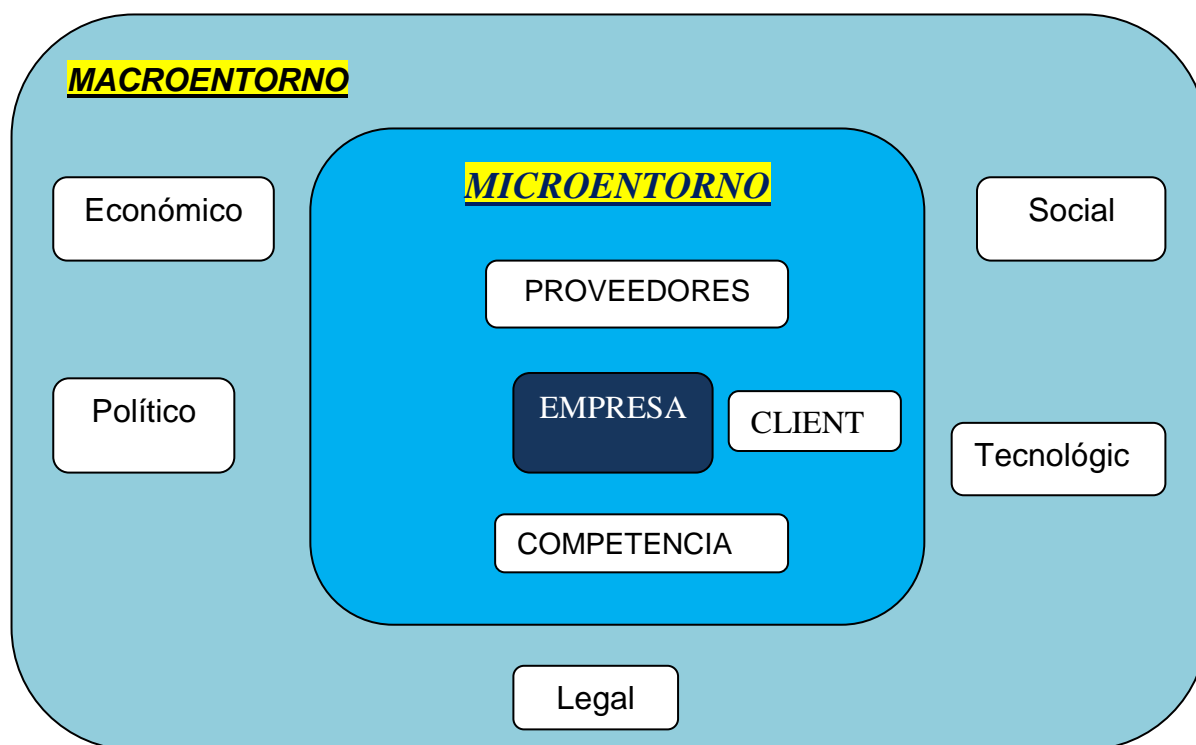 MACROENTORNO
MICROENTORNO
Económico
Social
PROVEEDORES
Político
EMPRESA
CLIENT
Tecnológic
COMPETENCIA
Legal